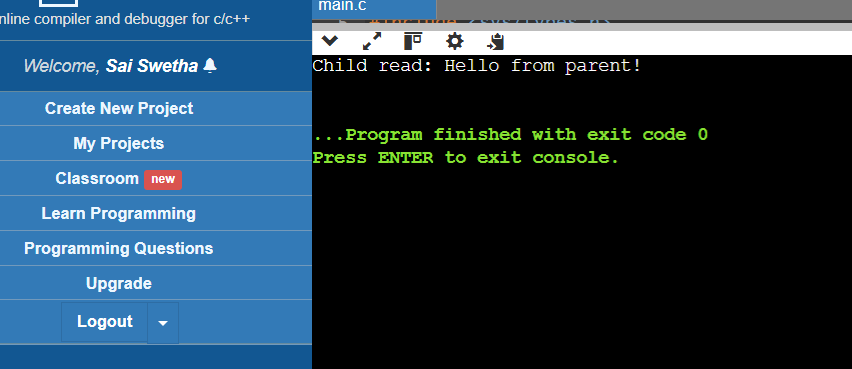 nline compiler and debugger for c/c++
Welcome, Sai Swetha
Create New Project
My Projects
Classroom new
Learn Programming
Programming Questions
Upgrade
Logout
main.c
Child read: Hello from parent!
...Program finished with exit code 0
Press ENTER to exit console.